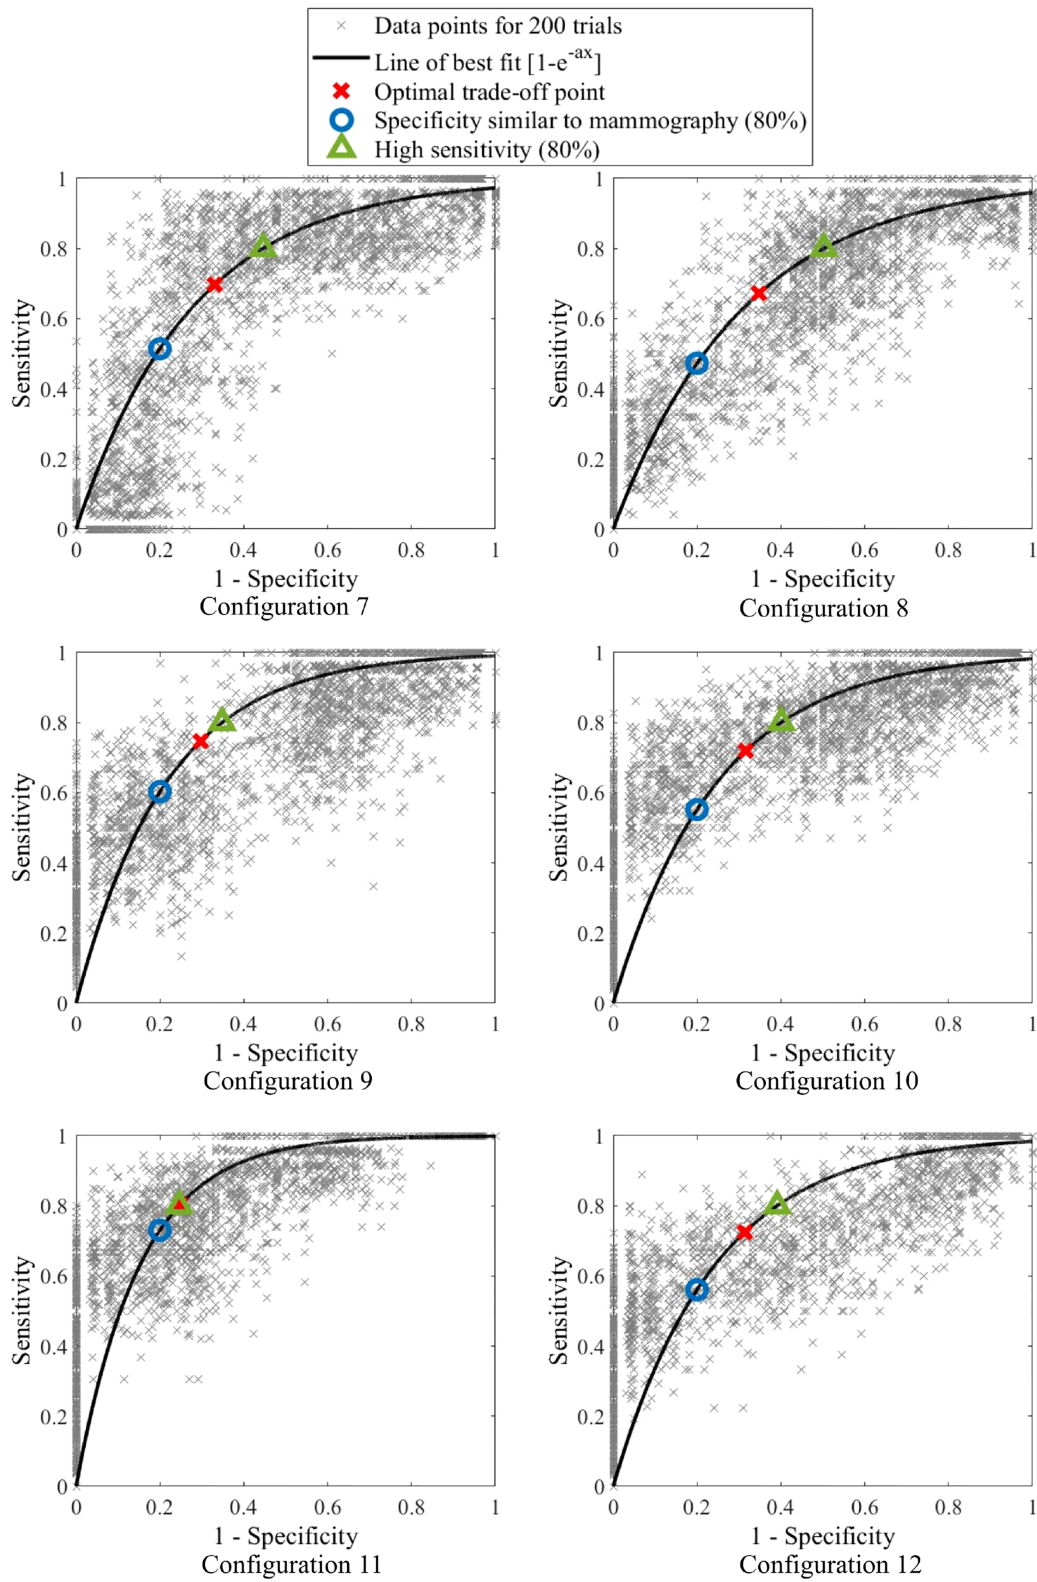 Data points for 200 trials
Line of best fit [1-e^-ax]
Optimal trade-off point
Specificity similar to mammography (80%)
High sensitivity (80%)
1
0.8
0.6
0.4
0.2
0
Sensitivity
0 0.2 0.4 0.6 0.8 1
1 - Specificity
Configuration 7
1
0.8
0.6
0.4
0.2
0
Sensitivity
0 0.2 0.4 0.6 0.8 1
1 - Specificity
Configuration 8
1
0.8
0.6
0.4
0.2
0
Sensitivity
0 0.2 0.4 0.6 0.8 1
1 - Specificity
Configuration 9
1
0.8
0.6
0.4
0.2
0
Sensitivity
0 0.2 0.4 0.6 0.8 1
1 - Specificity
Configuration 10
1
0.8
0.6
0.4
0.2
0
Sensitivity
0 0.2 0.4 0.6 0.8 1
1 - Specificity
Configuration 11
1
0.8
0.6
0.4
0.2
0
Sensitivity
0 0.2 0.4 0.6 0.8 1
1 - Specificity
Configuration 12